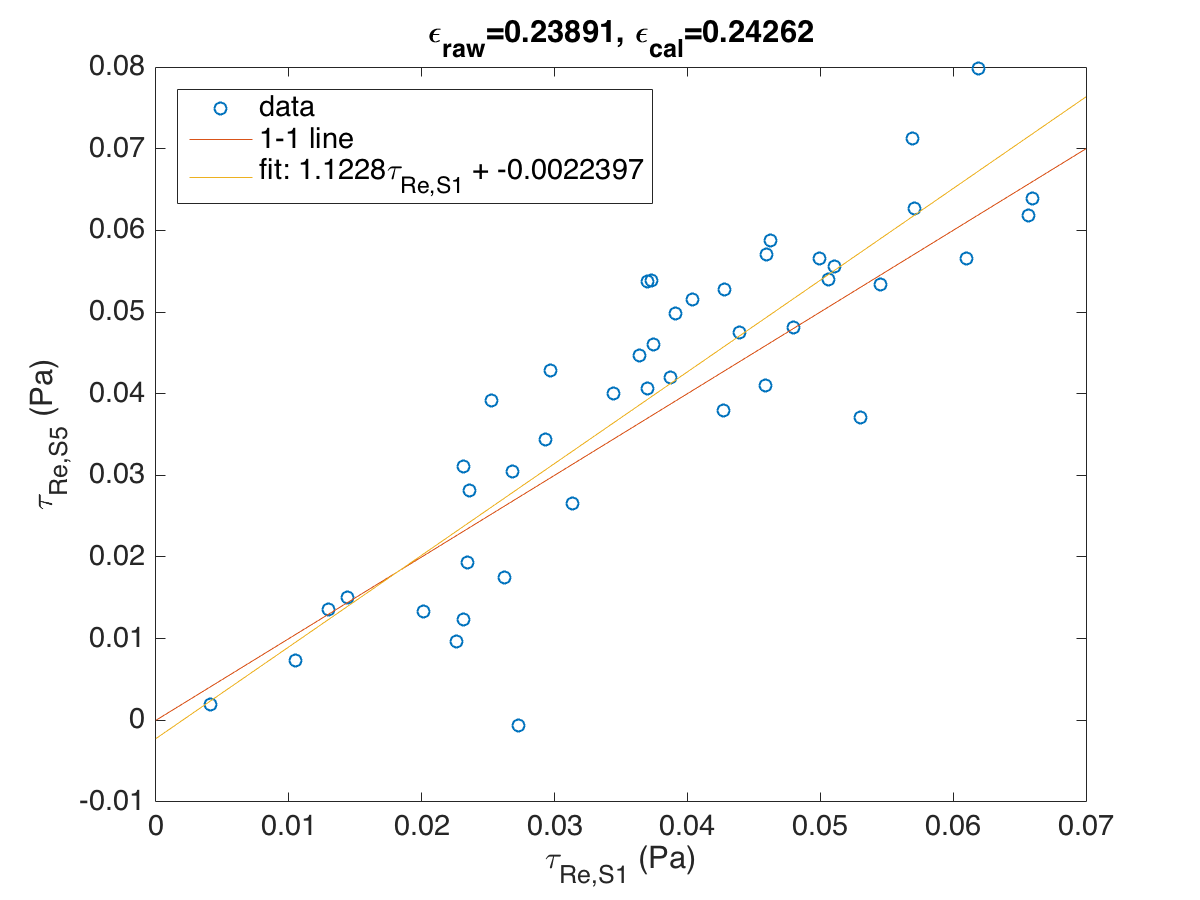 ϵraw=0.23891, ϵcal=0.24262
0.08
0.07
0.06
0.05
0.04
0.03
0.02
0.01
0
-0.01
τRe,S5 (Pa)
data
1-1 line
fit: 1.1228τRe,S1 + -0.0022397
0 0.01 0.02 0.03 0.04 0.05 0.06 0.07
τRe,S1 (Pa)